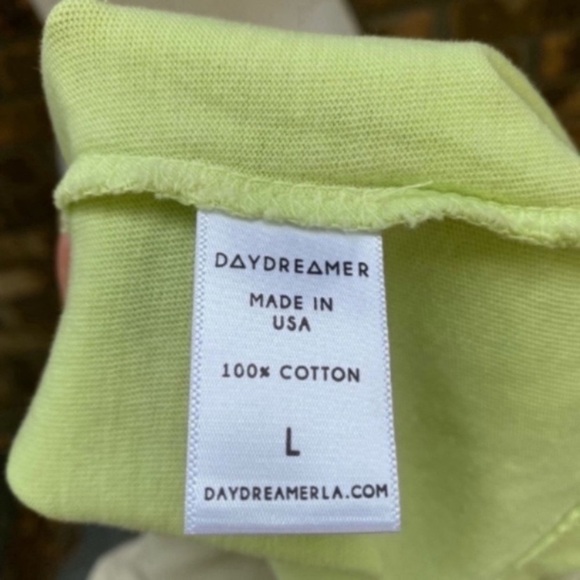 DAYDREAMER
MADE IN
USA
100% COTTON
L
DAYDREAMERLA.COM